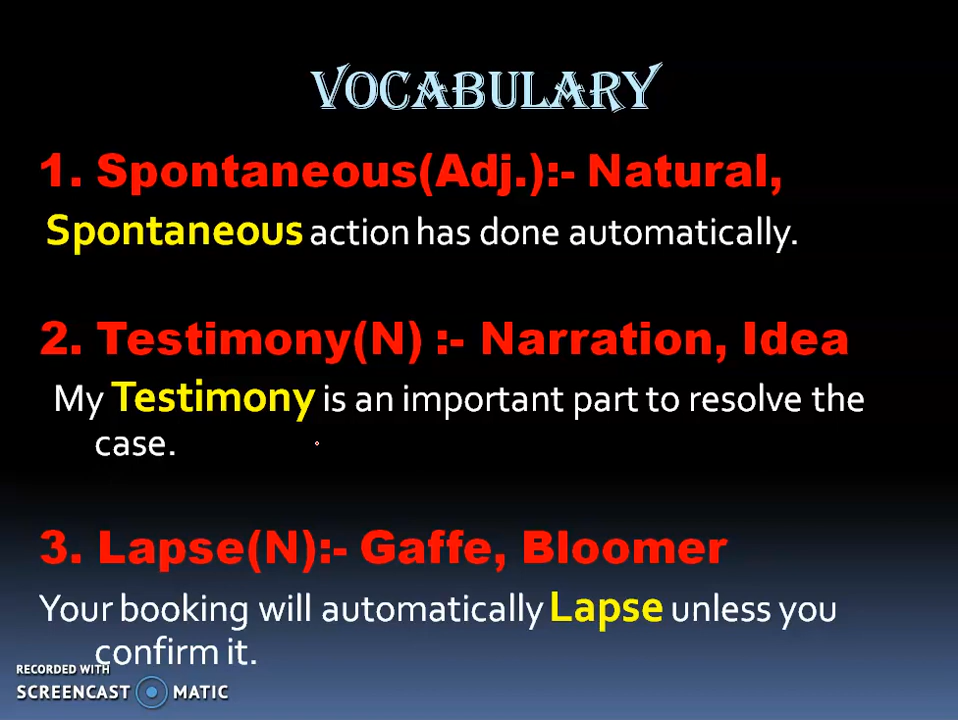 VOCABULARY
1. Spontaneous(Adj.):- Natural,
Spontaneous action has done automatically.
2. Testimony(N) :- Narration, Idea
My Testimony is an important part to resolve the
case.
3. Lapse(N):- Gaffe, Bloomer
Your booking will automatically Lapse unless you
confirm it.
RECORDED WITH
SCREENCAST MATIC